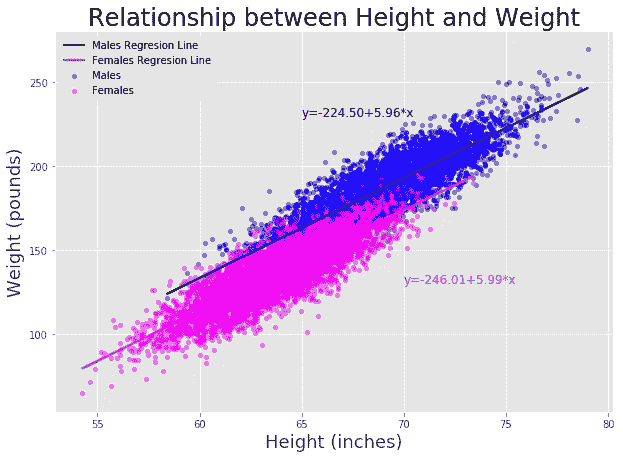 Relationship between Height and Weight
Males Regresion Line
Females Regresion Line
Males
Females
y=-224.50+5.96*x
y=-246.01+5.99*x
Weight (pounds)
250
200
150
100
55
60
65
70
75
80
Height (inches)